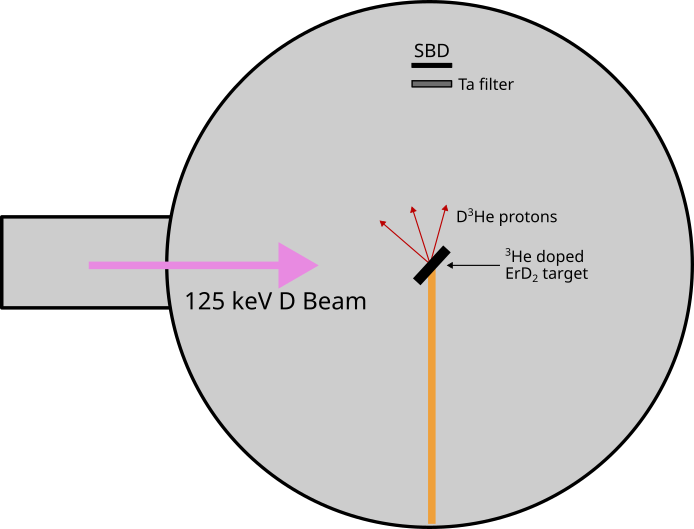 SBD
Ta filter
D³He protons
³He doped
ErD₂ target
125 keV D Beam